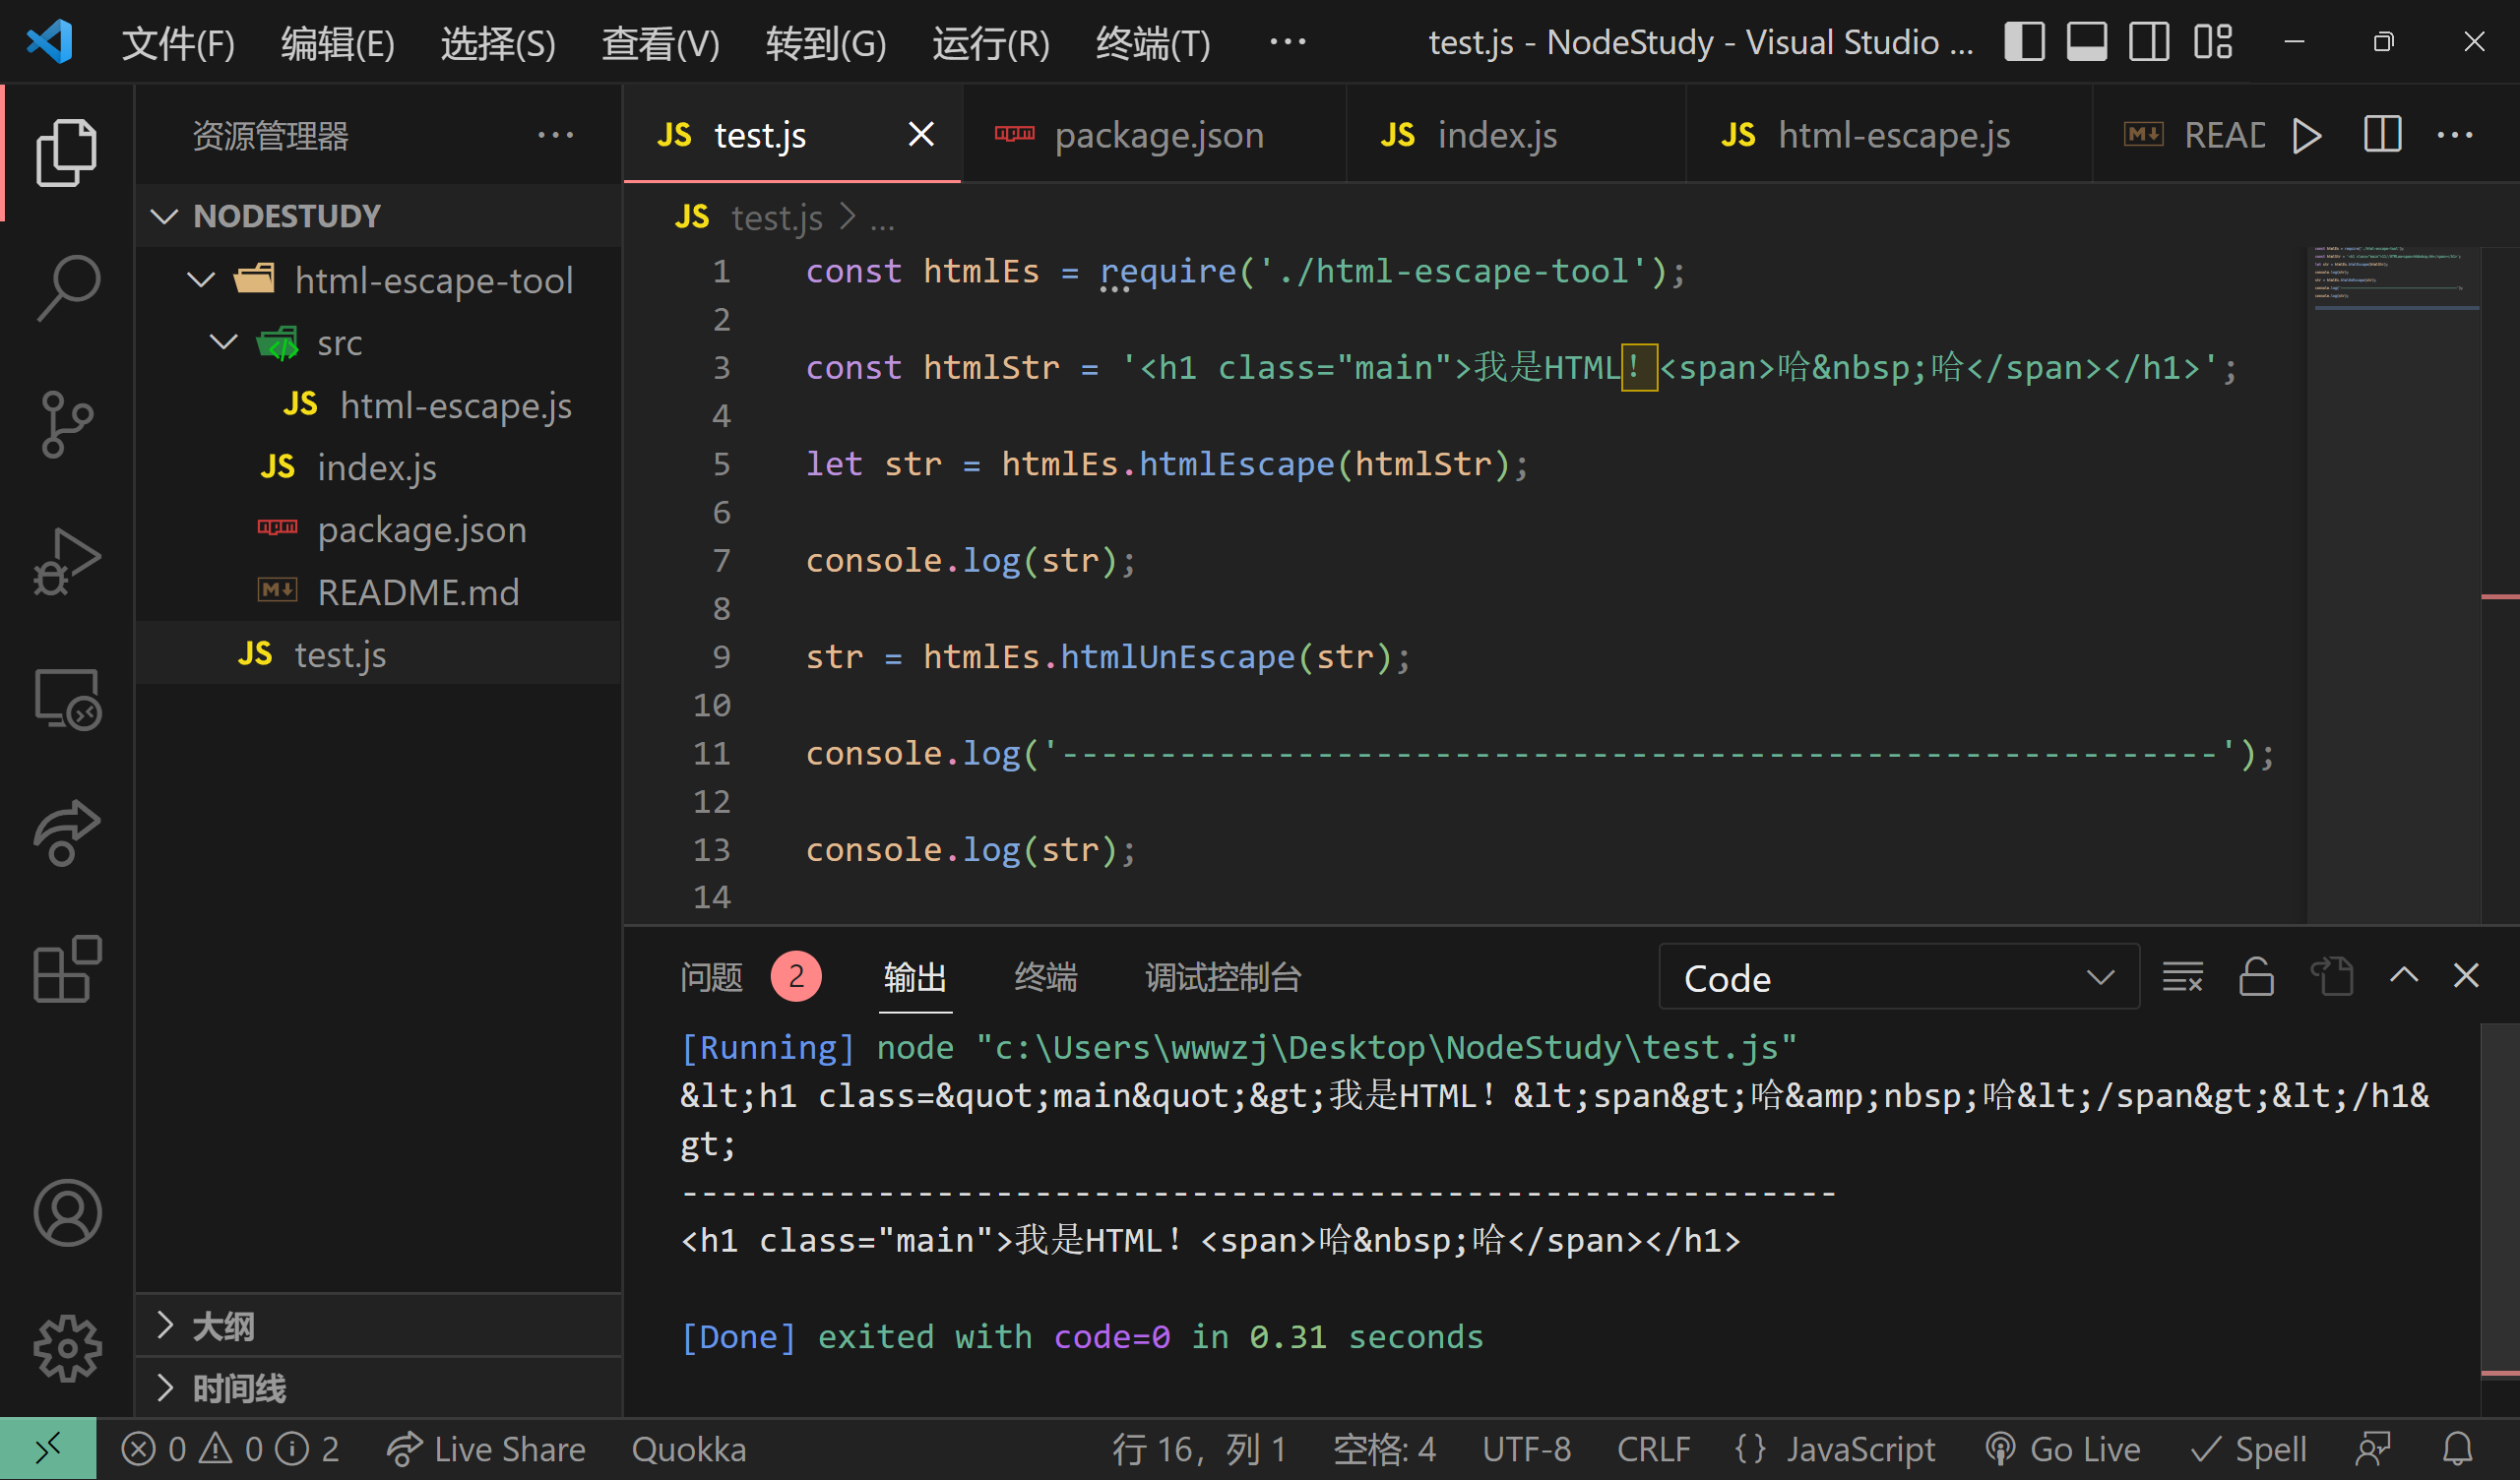 文件(F) 编辑(E) 选择(S) 查看(V) 转到(G) 运行(R) 终端(T) ··· test.js - NodeStudy - Visual Studio ...
资源管理器 ···
NODESTUDY
html-escape-tool
src
JS html-escape.js
JS index.js
package.json
README.md
JS test.js
大纲
时间线
JS test.js package.json JS index.js JS html-escape.js READ
JS test.js > ...
1 const htmlEs = require('./html-escape-tool');
2
3 const htmlStr = '<h1 class="main">我是HTML！<span>哈&nbsp;哈</span></h1>';
4
5 let str = htmlEs.htmlEscape(htmlStr);
6
7 console.log(str);
8
9 str = htmlEs.htmlUnEscape(str);
10
11 console.log('-----------------------------------------------------------');
12
13 console.log(str);
14
问题 2 输出 终端 调试控制台 Code
[Running] node "c:\Users\wwwzj\Desktop\NodeStudy\test.js"
&lt;h1 class=&quot;main&quot;&gt;我是HTML！&lt;span&gt;哈&amp;nbsp;哈&lt;/span&gt;&lt;/h1&
gt;
-----------------------------------------------------------
<h1 class="main">我是HTML！<span>哈&nbsp;哈</span></h1>
[Done] exited with code=0 in 0.31 seconds
0 0 2 Live Share Quokka 行 16，列 1 空格: 4 UTF-8 CRLF {} JavaScript Go Live Spell